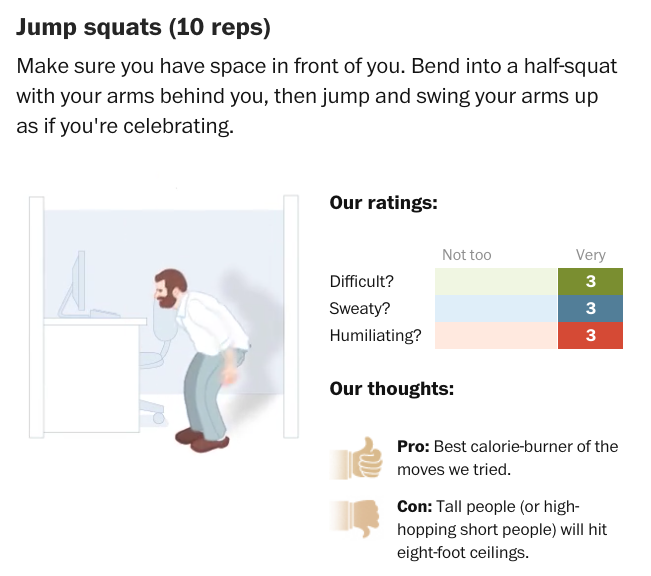 Jump squats (10 reps)
Make sure you have space in front of you. Bend into a half-squat
with your arms behind you, then jump and swing your arms up
as if you're celebrating.
Our ratings:
Not too Very
Difficult? 3
Sweaty? 3
Humiliating? 3
Our thoughts:
Pro: Best calorie-burner of the
moves we tried.
Con: Tall people (or high-
hopping short people) will hit
eight-foot ceilings.